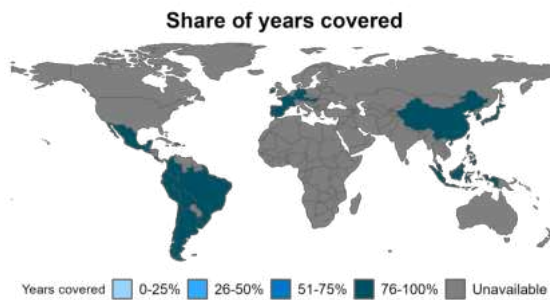 Share of years covered
Years covered 0-25% 26-50% 51-75% 76-100% Unavailable